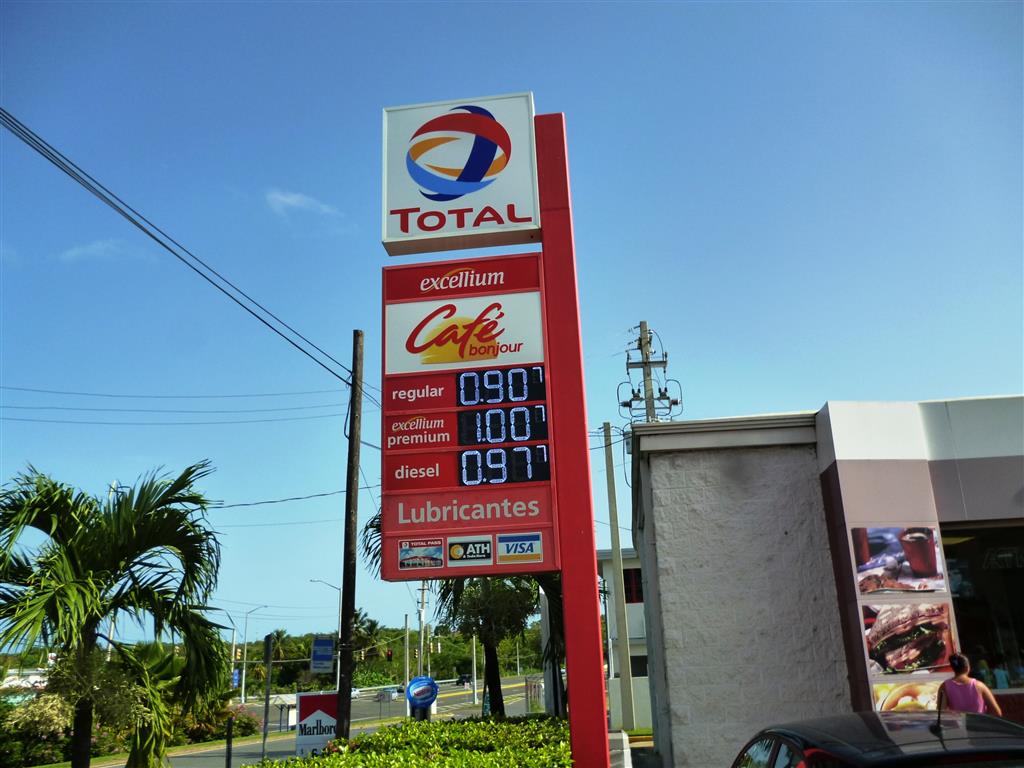 TOTAL
excellium
Café
bonjour
regular 0.90⁷
excellium
premium 1.00⁷
diesel 0.97⁷
Lubricantes
TOTAL PASS
ATH
VISA
Marlboro